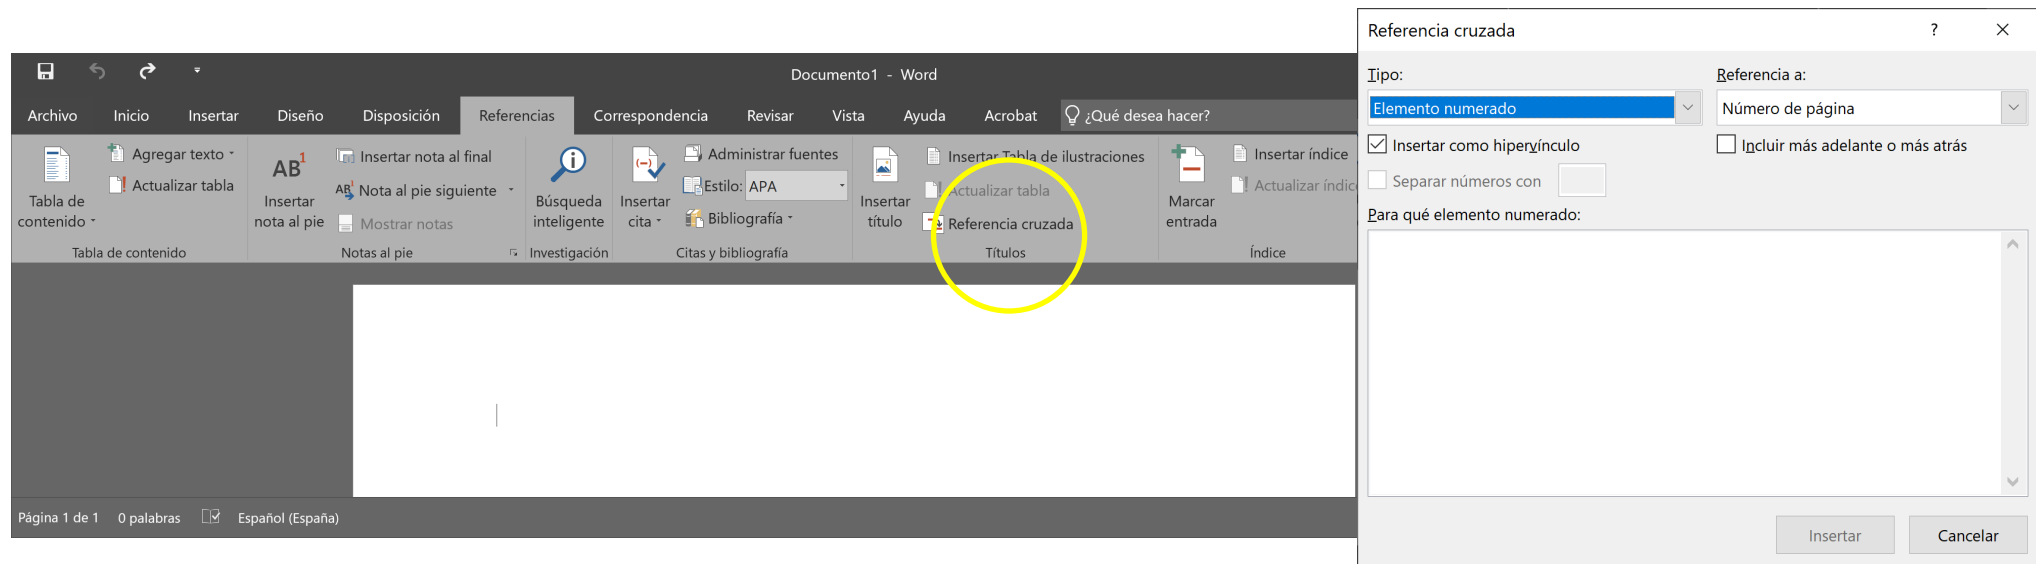 Documento1 - Word
Archivo Inicio Insertar Diseño Disposición Referencias Correspondencia Revisar Vista Ayuda Acrobat ¿Qué desea hacer?
Tabla de
contenido
Agregar texto
Actualizar tabla
Tabla de contenido
AB1
Insertar
nota al pie
Insertar nota al final
AB1 Nota al pie siguiente
Mostrar notas
Notas al pie
Búsqueda
inteligente
Investigación
Insertar
cita
Administrar fuentes
Estilo: APA
Bibliografía
Citas y bibliografía
Insertar
título
Insertar Tabla de ilustraciones
Actualizar tabla
Referencia cruzada
Títulos
Marcar
entrada
Insertar índice
Actualizar índic
Índice
Página 1 de 1 0 palabras Español (España)
Referencia cruzada ?
Tipo: Referencia a:
Elemento numerado Número de página
Insertar como hipervínculo Incluir más adelante o más atrás
Separar números con
Para qué elemento numerado:
Insertar Cancelar